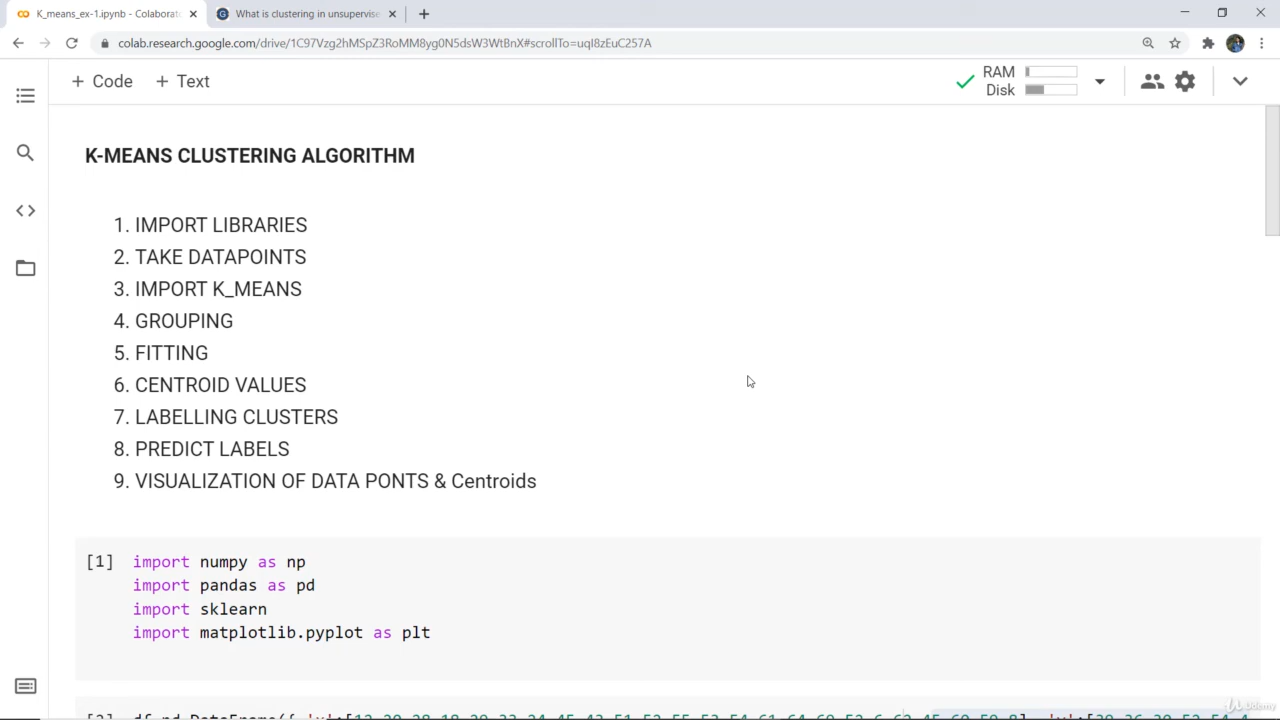 K_means_ex-1.ipynb - Colaborato
What is clustering in unsupervise
colab.research.google.com/drive/1C97Vzg2hMSpZ3RoMM8yg0N5dsW3WtBnX#scrollTo=uqI8zEuC257A
+ Code + Text
RAM
Disk
K-MEANS CLUSTERING ALGORITHM
1. IMPORT LIBRARIES
2. TAKE DATAPOINTS
3. IMPORT K_MEANS
4. GROUPING
5. FITTING
6. CENTROID VALUES
7. LABELLING CLUSTERS
8. PREDICT LABELS
9. VISUALIZATION OF DATA PONTS & Centroids
[1] import numpy as np
import pandas as pd
import sklearn
import matplotlib.pyplot as plt
Udemy